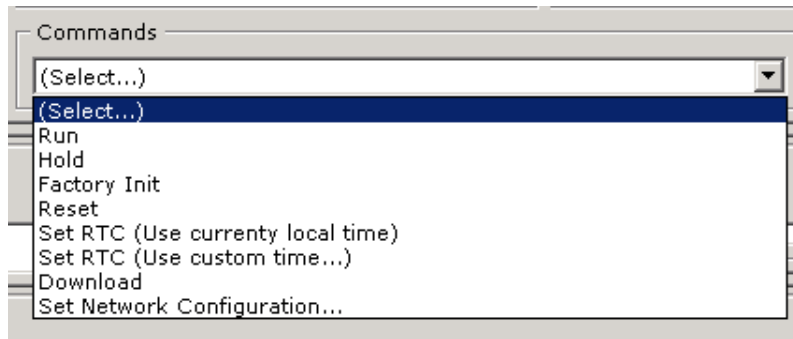 Commands
(Select...)
(Select...)
Run
Hold
Factory Init
Reset
Set RTC (Use currenty local time)
Set RTC (Use custom time...)
Download
Set Network Configuration...